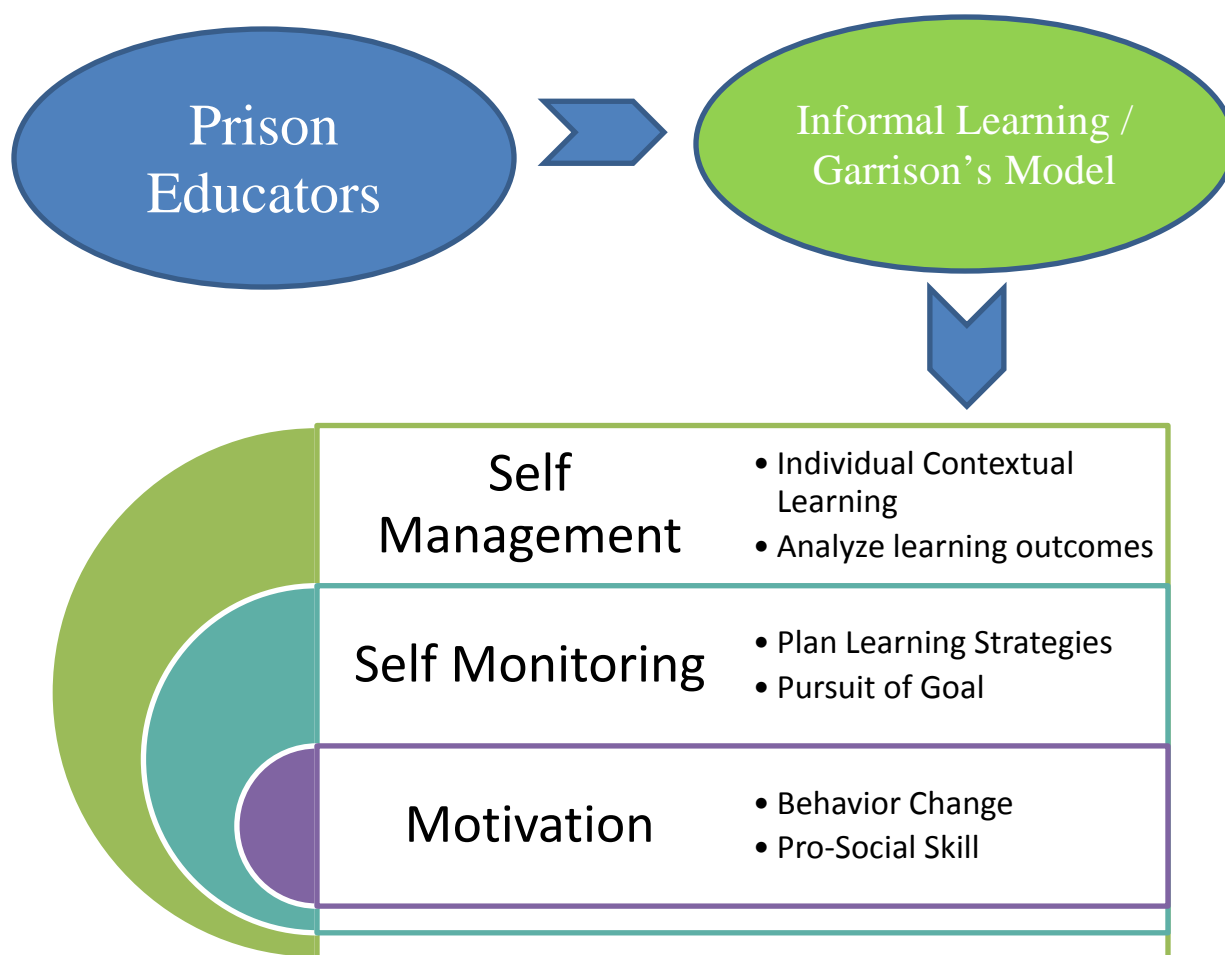 Prison
Educators
Informal Learning /
Garrison’s Model
Self
Management
• Individual Contextual
Learning
• Analyze learning outcomes
Self Monitoring
• Plan Learning Strategies
• Pursuit of Goal
Motivation
• Behavior Change
• Pro-Social Skill